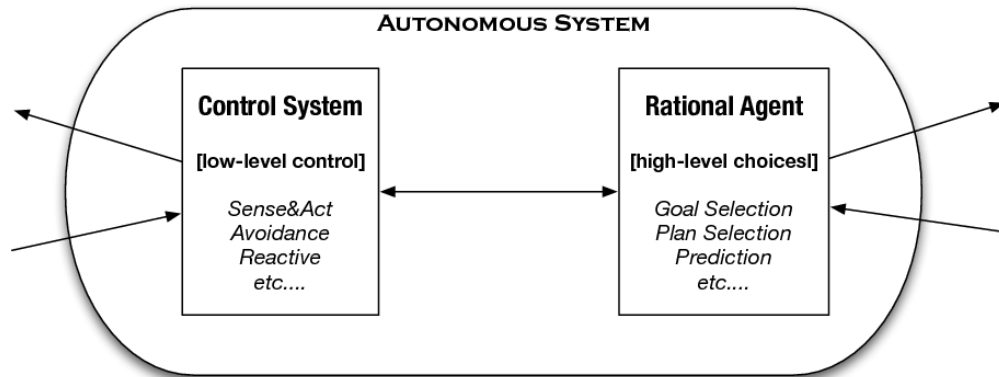 AUTONOMOUS SYSTEM
Control System
[low-level control]
Sense&Act
Avoidance
Reactive
etc....
Rational Agent
[high-level choicesl]
Goal Selection
Plan Selection
Prediction
etc....